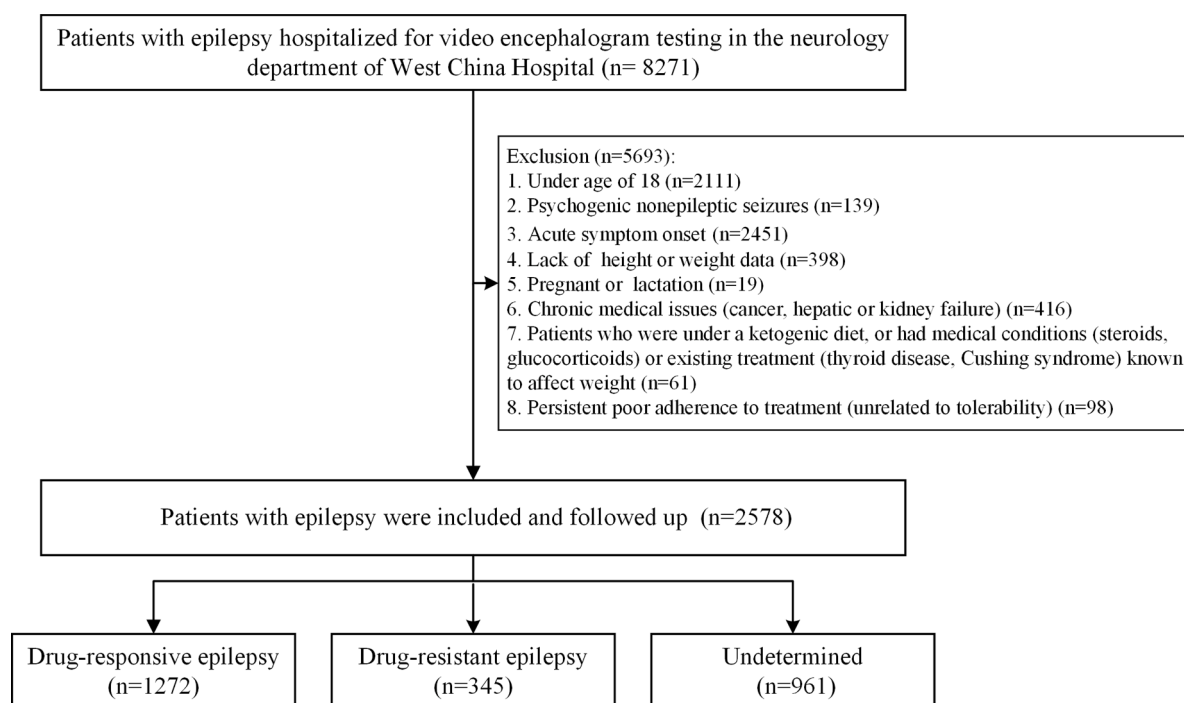 Patients with epilepsy hospitalized for video encephalogram testing in the neurology
department of West China Hospital (n= 8271)
Exclusion (n=5693):
1. Under age of 18 (n=2111)
2. Psychogenic nonepileptic seizures (n=139)
3. Acute symptom onset (n=2451)
4. Lack of height or weight data (n=398)
5. Pregnant or lactation (n=19)
6. Chronic medical issues (cancer, hepatic or kidney failure) (n=416)
7. Patients who were under a ketogenic diet, or had medical conditions (steroids,
glucocorticoids) or existing treatment (thyroid disease, Cushing syndrome) known
to affect weight (n=61)
8. Persistent poor adherence to treatment (unrelated to tolerability) (n=98)
Patients with epilepsy were included and followed up (n=2578)
Drug-responsive epilepsy
(n=1272)
Drug-resistant epilepsy
(n=345)
Undetermined
(n=961)